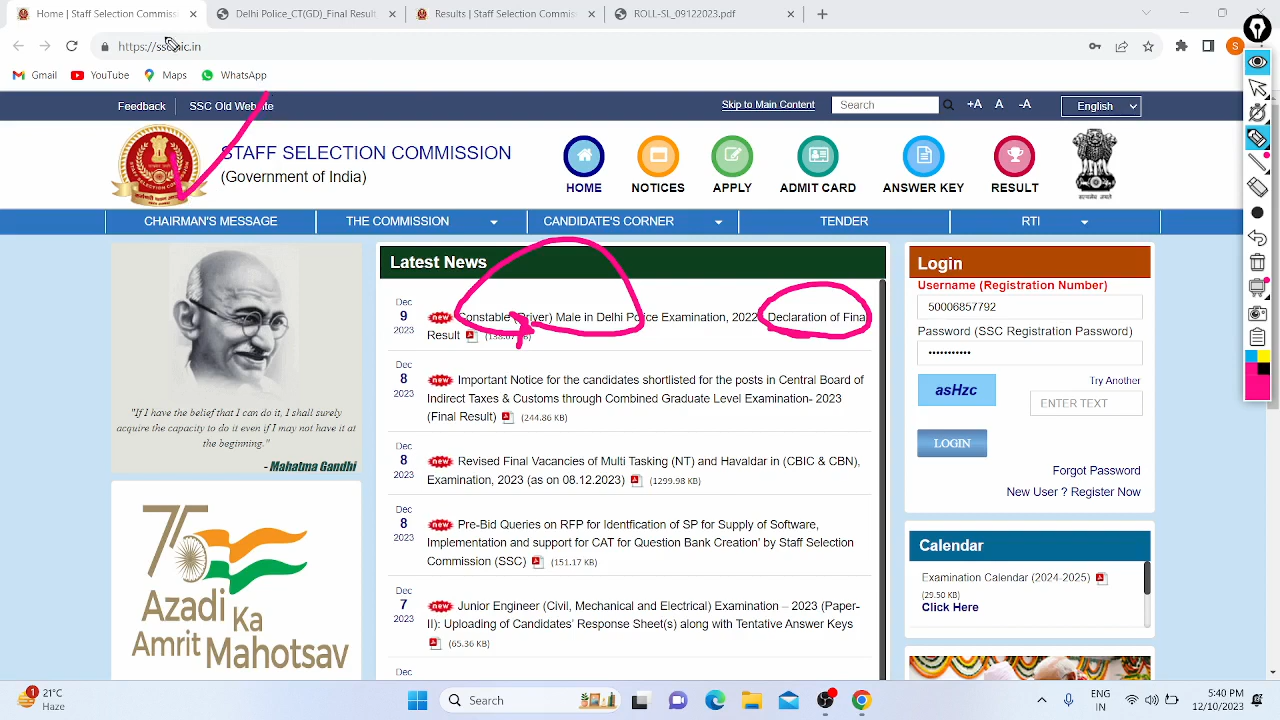 Home | Staff Selection Commiss
Delhi Police_CT(GD)_Final Result
Results | Staff Selection Commis
ROLL-SL_09122023.pdf
Gmail
YouTube
Maps
WhatsApp
Feedback
SSC Old Website
Skip to Main Content
Search
+A A -A
English
STAFF SELECTION COMMISSION
(Government of India)
HOME
NOTICES
APPLY
ADMIT CARD
ANSWER KEY
RESULT
CHAIRMAN'S MESSAGE
THE COMMISSION
CANDIDATE'S CORNER
TENDER
RTI
"If I have the belief that I can do it, I shall surely
acquire the capacity to do it even if I may not have it
at the beginning."
- Mahatma Gandhi
75
Azadi Ka
Amrit Mahotsav
Latest News
Dec
9
2023
new Constable (Driver) Male in Delhi Police Examination, 2022 Declaration of Final
Result
Dec
8
2023
new Important Notice for the candidates shortlisted for the posts in Central Board of
Indirect Taxes & Customs through Combined Graduate Level Examination- 2023
(Final Result) (244.86 KB)
Dec
8
2023
new Revised Final Vacancies of Multi Tasking (NT) and Havaldar in (CBIC & CBN),
Examination, 2023 (as on 08.12.2023) (1239.98 KB)
Dec
8
2023
new Pre-Bid Queries on RFP for Identfication of SP for Supply of Software,
Implementation and support for CAT for Question Bank Creation' by Staff Selection
Commission (SSC) (151.17 KB)
Dec
7
2023
new Junior Engineer (Civil, Mechanical and Electrical) Examination – 2023 (Paper-
II): Uploading of Candidates' Response Sheet(s) along with Tentative Answer Keys
(65.36 KB)
Dec
Login
Username (Registration Number)
50006857792
Password (SSC Registration Password)
•••••••••••
asHzc
Try Another
ENTER TEXT
LOGIN
Forgot Password
New User ? Register Now
Calendar
Examination Calendar (2024-2025)
(29.50 KB)
Click Here
1
21°C
Haze
Search
ENG
IN
5:40 PM
12/10/2023
S